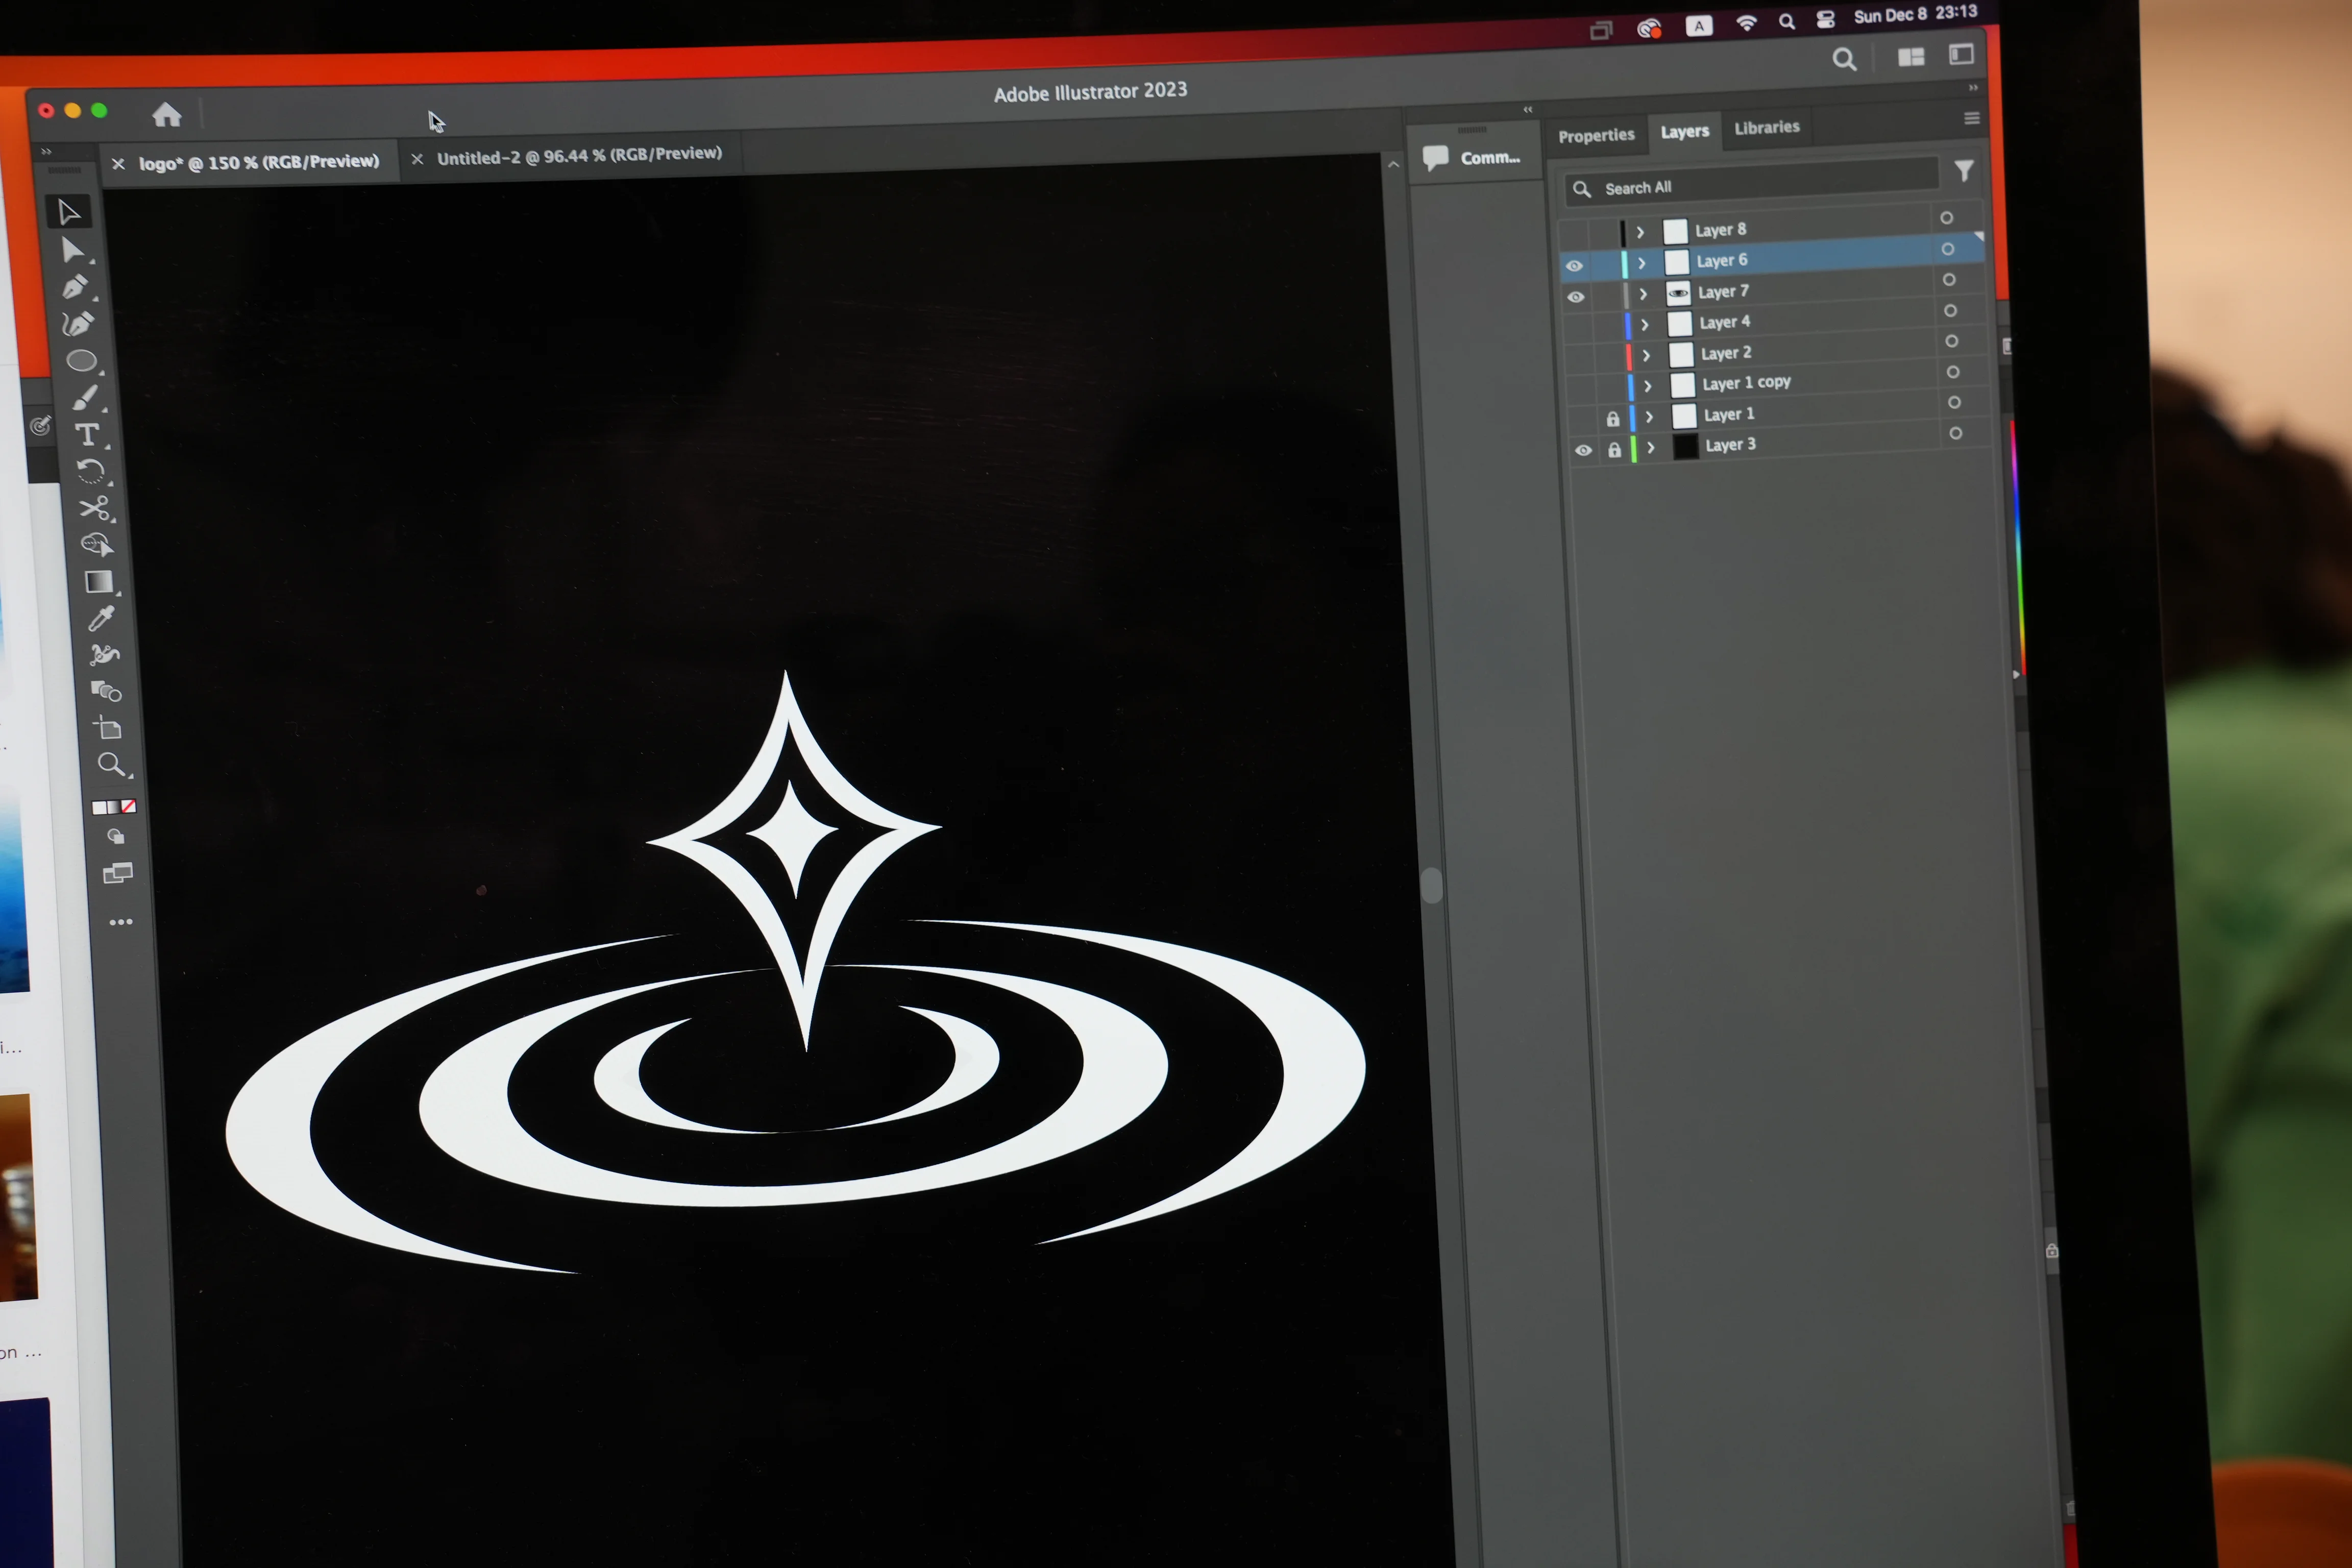 A Sun Dec 8 23:13
Adobe Illustrator 2023
logo* @ 150 % (RGB/Preview)
Untitled-2 @ 96.44 % (RGB/Preview)
Comm...
Properties Layers Libraries
Search All
Layer 8
Layer 6
Layer 7
Layer 4
Layer 2
Layer 1 copy
Layer 1
Layer 3
i...
on ...